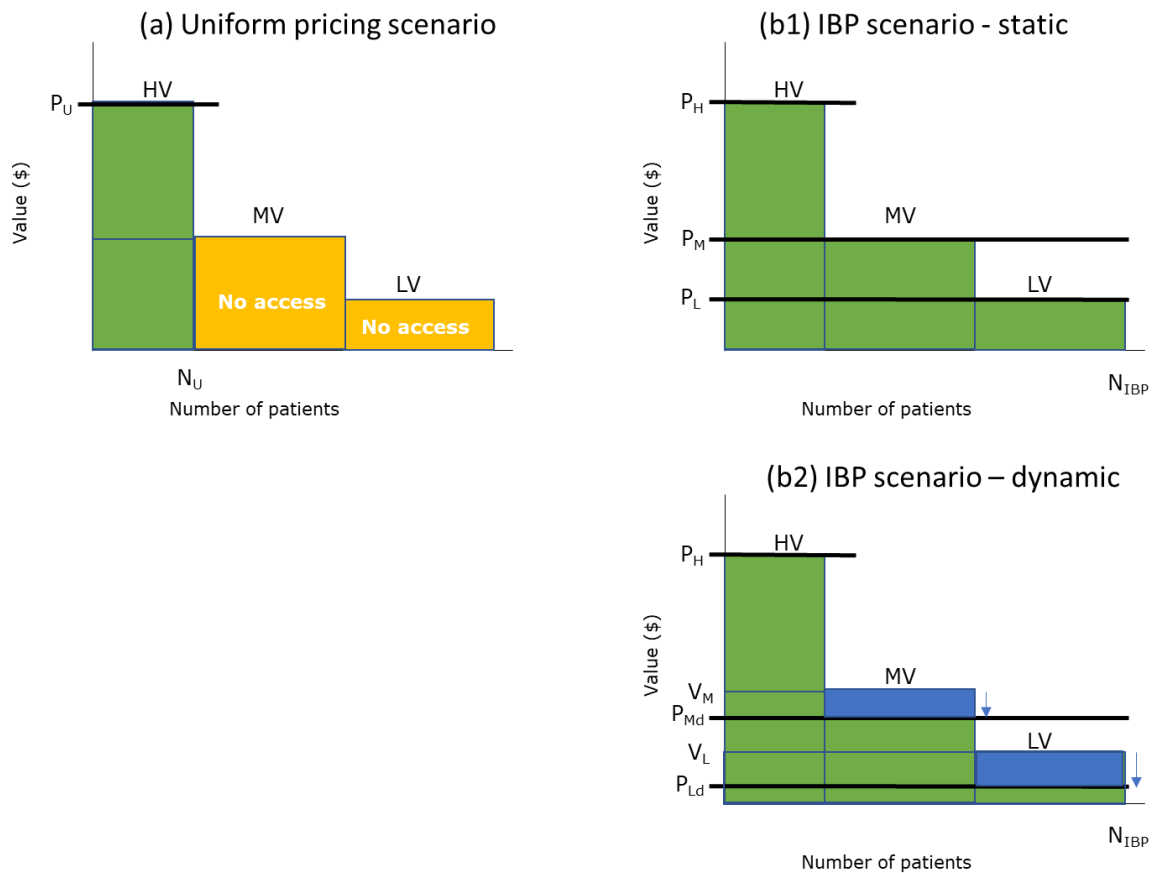 (a) Uniform pricing scenario
P_U
HV
MV
LV
No access
No access
Value ($)
N_U
Number of patients
(b1) IBP scenario - static
P_H
HV
P_M
MV
P_L
LV
Value ($)
N_IBP
Number of patients
(b2) IBP scenario – dynamic
P_H
HV
V_M
MV
P_Md
V_L
LV
P_Ld
Value ($)
N_IBP
Number of patients